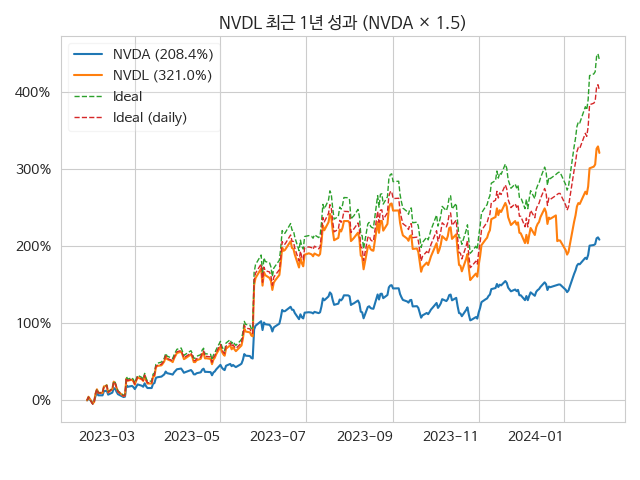 NVDL 최근 1년 성과 (NVDA × 1.5)
NVDA (208.4%)
NVDL (321.0%)
Ideal
Ideal (daily)
400%
300%
200%
100%
0%
2023−03 2023−05 2023−07 2023−09 2023−11 2024−01